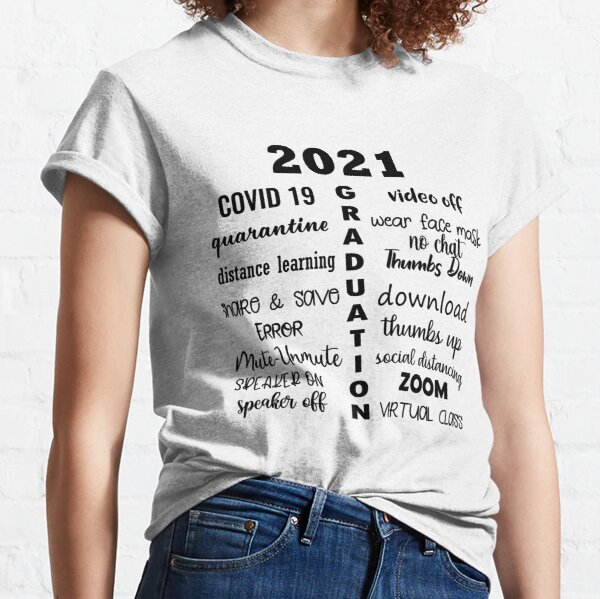 2021
GRADUATION
COVID 19
quarantine
distance learning
share & save
ERROR
Mute-Unmute
SPEAKER ON
speaker off
video off
wear face mask
no chat
Thumbs Down
download
thumbs up
social distancing
ZOOM
VIRTUAL CLASS